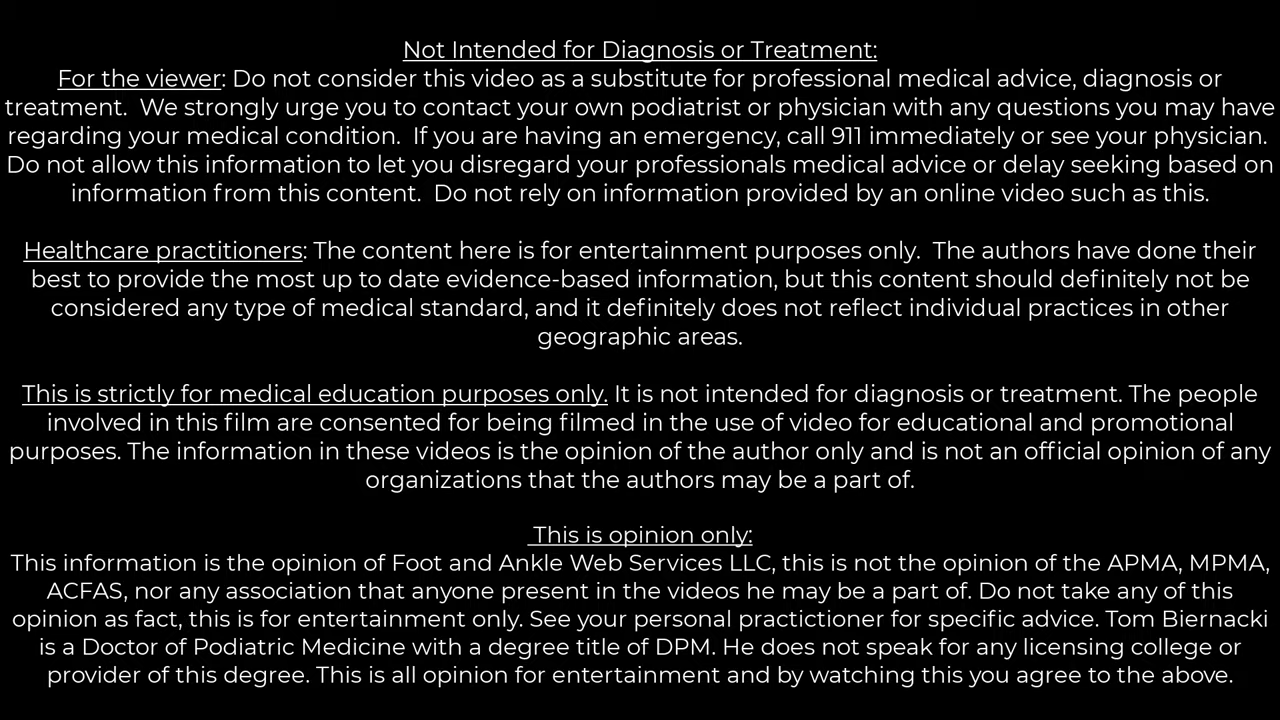 Not Intended for Diagnosis or Treatment:
For the viewer: Do not consider this video as a substitute for professional medical advice, diagnosis or
treatment.  We strongly urge you to contact your own podiatrist or physician with any questions you may have
regarding your medical condition.  If you are having an emergency, call 911 immediately or see your physician.
Do not allow this information to let you disregard your professionals medical advice or delay seeking based on
information from this content.  Do not rely on information provided by an online video such as this.
Healthcare practitioners: The content here is for entertainment purposes only.  The authors have done their
best to provide the most up to date evidence-based information, but this content should definitely not be
considered any type of medical standard, and it definitely does not reflect individual practices in other
geographic areas.
This is strictly for medical education purposes only. It is not intended for diagnosis or treatment. The people
involved in this film are consented for being filmed in the use of video for educational and promotional
purposes. The information in these videos is the opinion of the author only and is not an official opinion of any
organizations that the authors may be a part of.
This is opinion only:
This information is the opinion of Foot and Ankle Web Services LLC, this is not the opinion of the APMA, MPMA,
ACFAS, nor any association that anyone present in the videos he may be a part of. Do not take any of this
opinion as fact, this is for entertainment only. See your personal practictioner for specific advice. Tom Biernacki
is a Doctor of Podiatric Medicine with a degree title of DPM. He does not speak for any licensing college or
provider of this degree. This is all opinion for entertainment and by watching this you agree to the above.